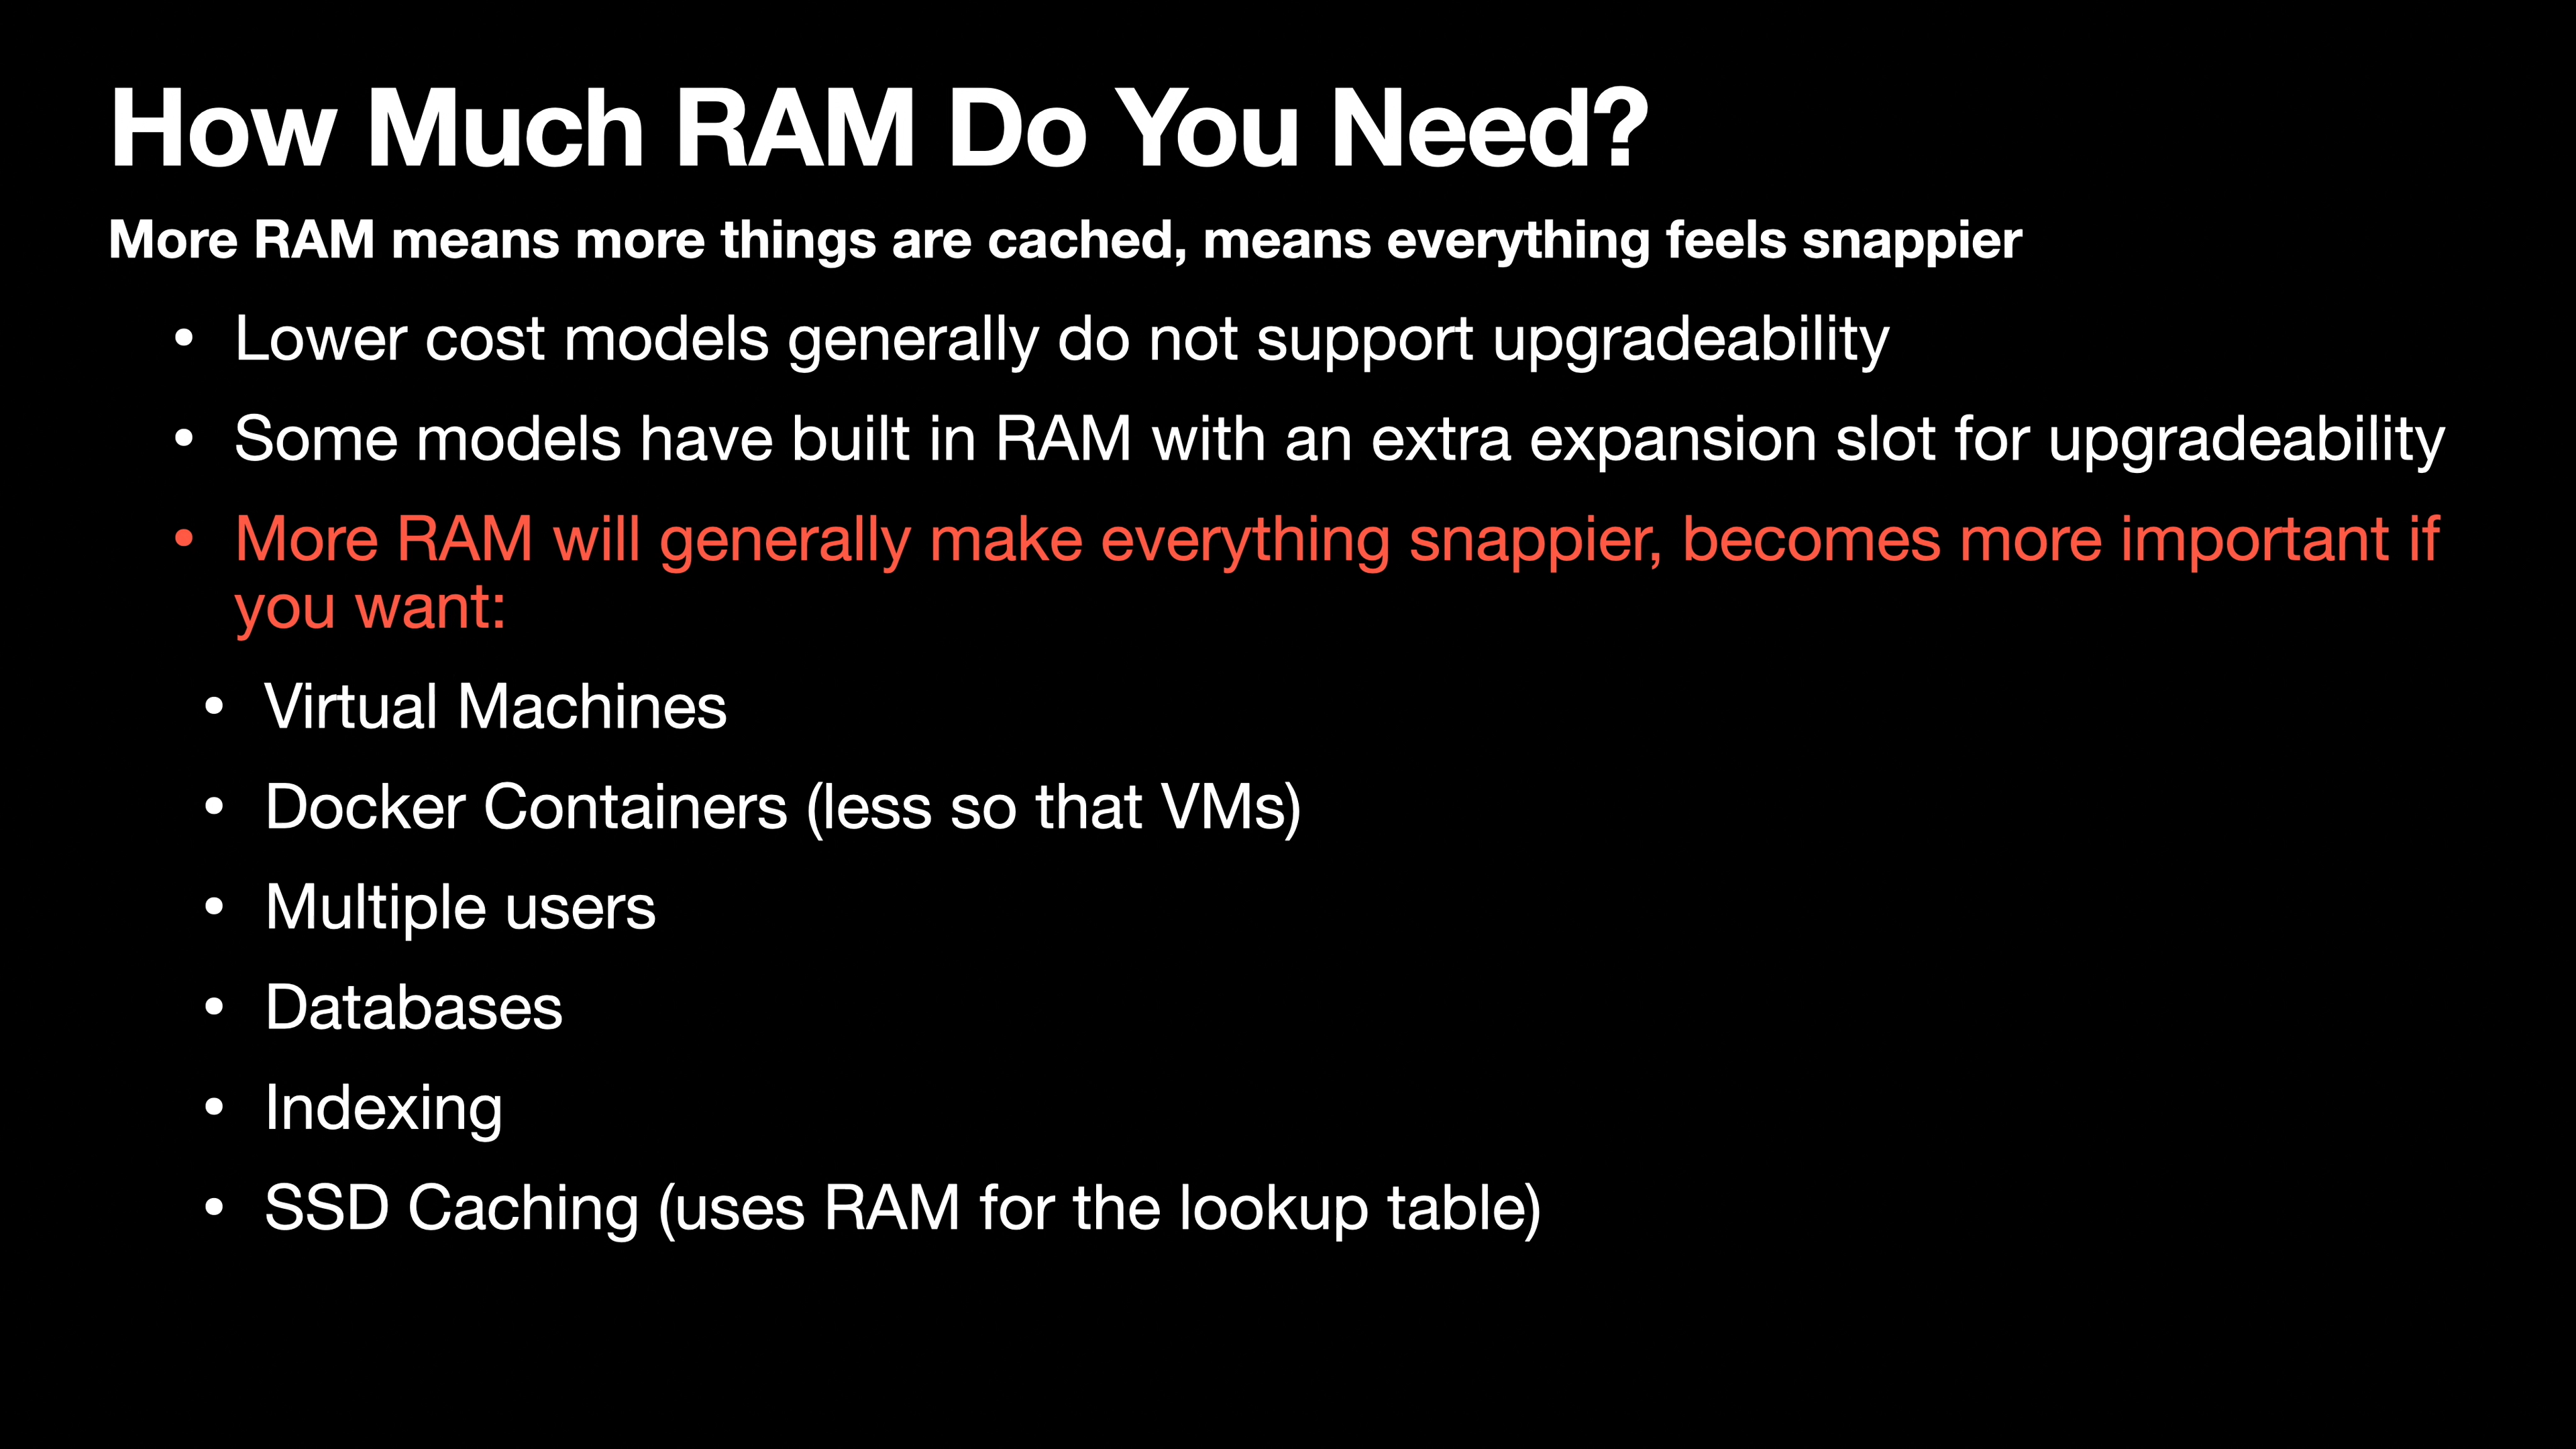 How Much RAM Do You Need?
More RAM means more things are cached, means everything feels snappier
• Lower cost models generally do not support upgradeability
• Some models have built in RAM with an extra expansion slot for upgradeability
• More RAM will generally make everything snappier, becomes more important if
you want:
• Virtual Machines
• Docker Containers (less so that VMs)
• Multiple users
• Databases
• Indexing
• SSD Caching (uses RAM for the lookup table)